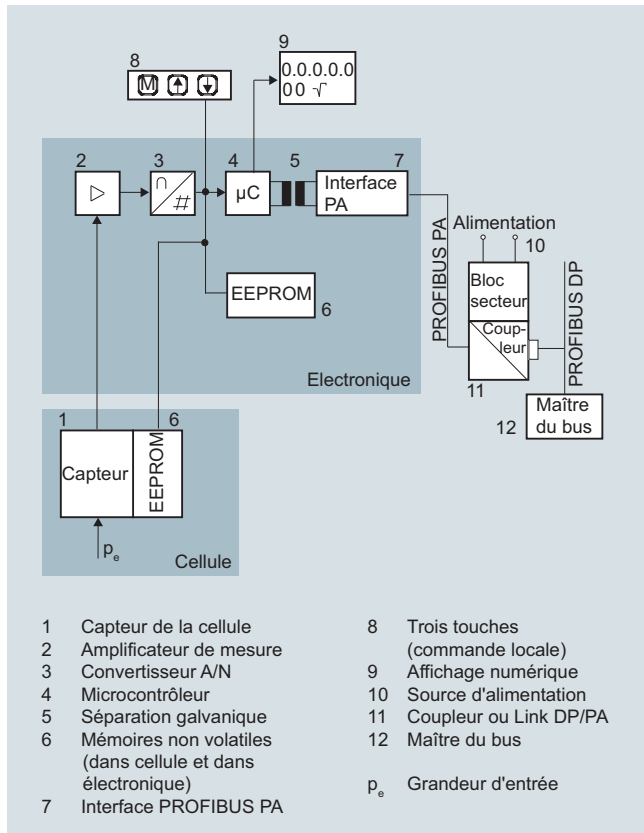 8
9
M
0.0.0.0.0
00 √
2
3
4
5
7
∩
#
µC
Interface
PA
Alimentation
10
PROFIBUS PA
PROFIBUS DP
Bloc
secteur
EEPROM
6
Coup-
leur
Electronique
11
12
Maître
du bus
1
6
Capteur
EEPROM
pe
Cellule
1 Capteur de la cellule
2 Amplificateur de mesure
3 Convertisseur A/N
4 Microcontrôleur
5 Séparation galvanique
6 Mémoires non volatiles
(dans cellule et dans
électronique)
7 Interface PROFIBUS PA
8 Trois touches
(commande locale)
9 Affichage numérique
10 Source d'alimentation
11 Coupleur ou Link DP/PA
12 Maître du bus
pe Grandeur d'entrée